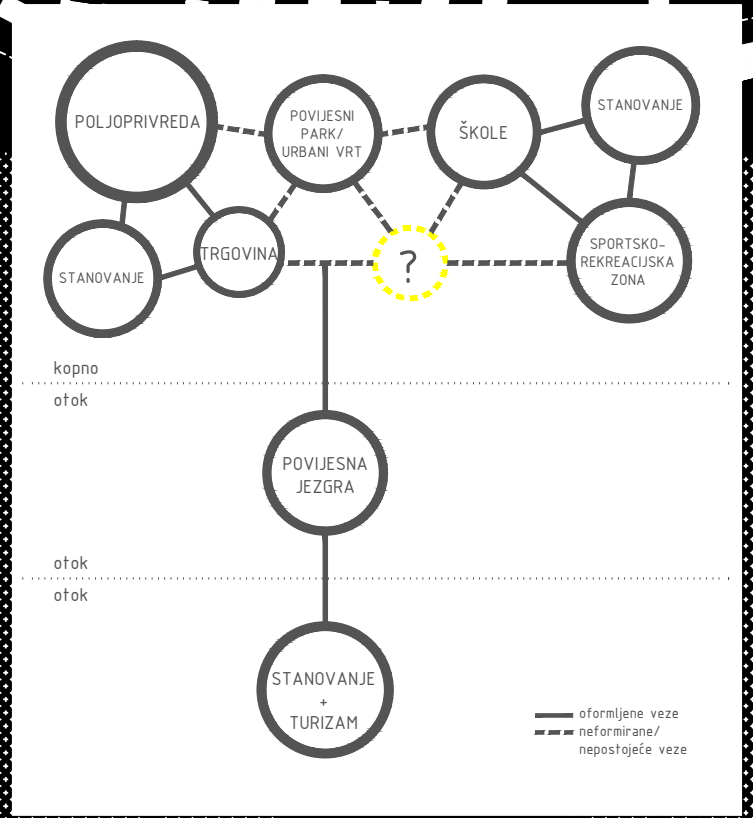 POLJOPRIVREDA
POVIJESNI
PARK/
URBANI VRT
ŠKOLE
STANOVANJE
STANOVANJE
TRGOVINA
?
SPORTSKO-
REKREACIJSKA
ZONA
kopno
otok
POVIJESNA
JEZGRA
otok
otok
STANOVANJE
+
TURIZAM
oformljene veze
neformirane/
nepostojeće veze